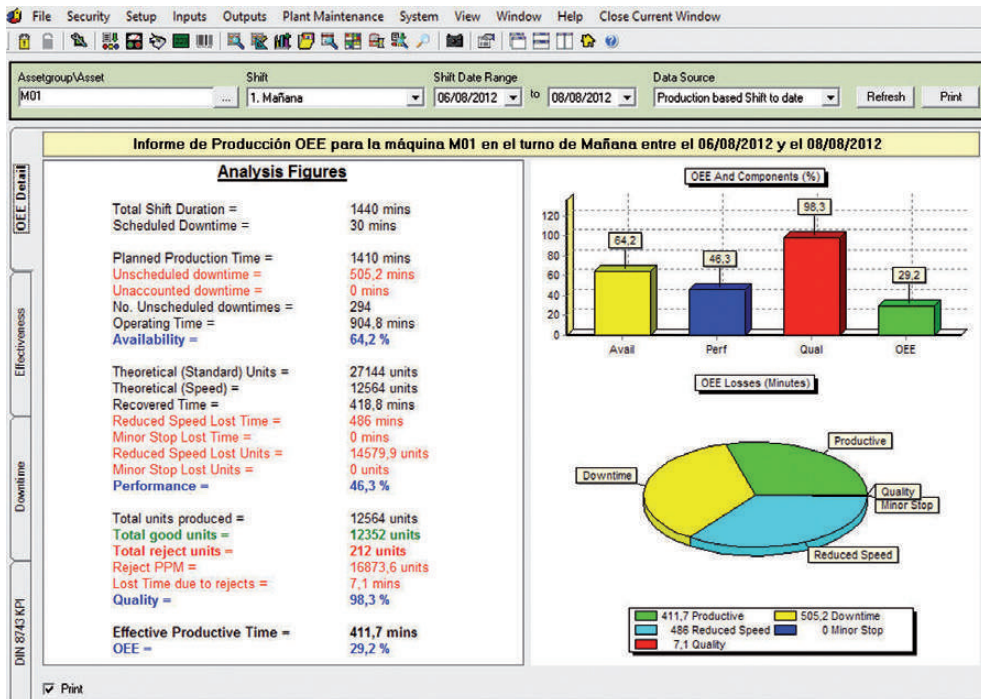 File Security Setup Inputs Outputs Plant Maintenance System View Window Help Close Current Window
Assetgroup\Asset Shift Shift Date Range Data Source
M01 ... 1. Mañana 06/08/2012 to 08/08/2012 Production based Shift to date Refresh Print
Informe de Producción OEE para la máquina M01 en el turno de Mañana entre el 06/08/2012 y el 08/08/2012
OEE Detail
Effectiveness
Downtime
DIN 8743 KPI
Analysis Figures
Total Shift Duration = 1440 mins
Scheduled Downtime = 30 mins
Planned Production Time = 1410 mins
Unscheduled downtime = 505,2 mins
Unaccounted downtime = 0 mins
No. Unscheduled downtimes = 294
Operating Time = 904,8 mins
Availability = 64,2 %
Theoretical (Standard) Units = 27144 units
Theoretical (Speed) = 12564 units
Recovered Time = 418,8 mins
Reduced Speed Lost Time = 486 mins
Minor Stop Lost Time = 0 mins
Reduced Speed Lost Units = 14579,9 units
Minor Stop Lost Units = 0 units
Performance = 46,3 %
Total units produced = 12564 units
Total good units = 12352 units
Total reject units = 212 units
Reject PPM = 16873,6 units
Lost Time due to rejects = 7,1 mins
Quality = 98,3 %
Effective Productive Time = 411,7 mins
OEE = 29,2 %
OEE And Components (%)
120
100
80
60
40
20
0
64,2
46,3
98,3
29,2
Avail Perf Qual OEE
OEE Losses (Minutes)
Productive
Downtime
Quality
Minor Stop
Reduced Speed
411,7 Productive 505,2 Downtime
486 Reduced Speed 0 Minor Stop
7,1 Quality
Print